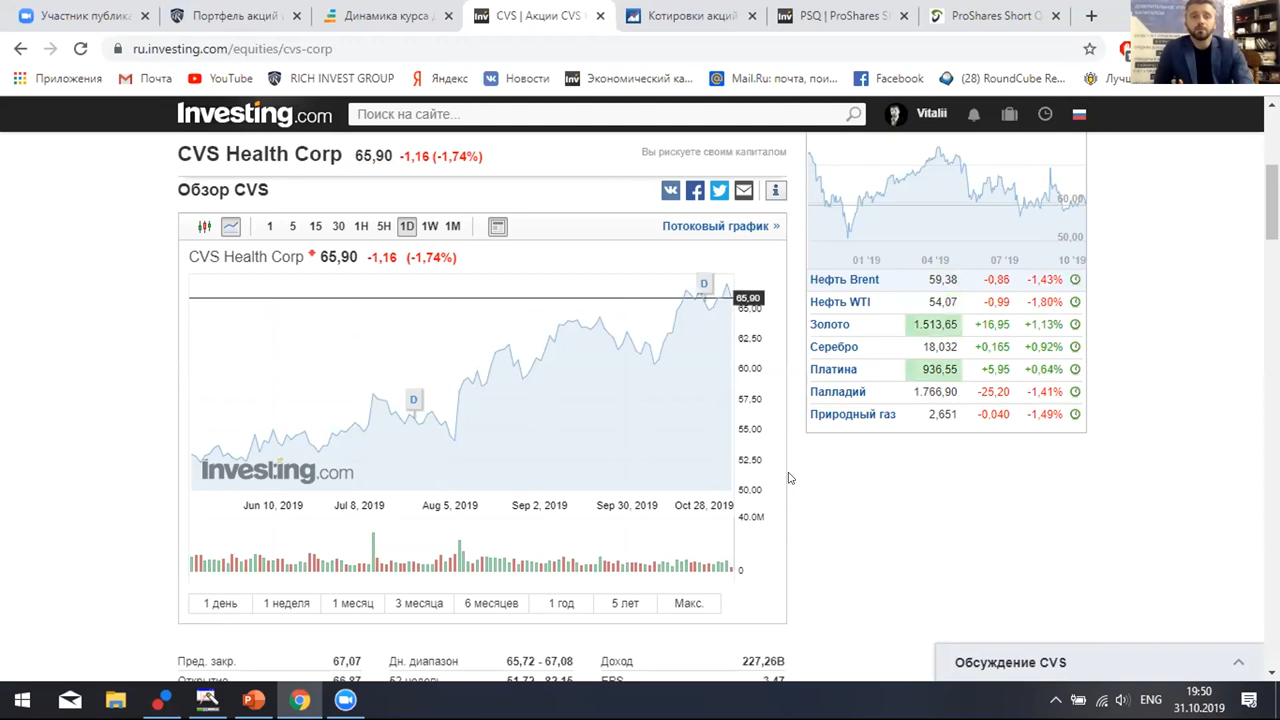 Участник публика
Портфель акций
Динамика курса
CVS | Акции CVS
Котировки акций
PSQ | ProShares
ProShares Short Q
ru.investing.com/equities/cvs-corp
Приложения
Почта
YouTube
RICH INVEST GROUP
Яндекс
Новости
Экономический ка...
Mail.Ru: почта, пои...
Facebook
(28) RoundCube Re...
Лучш
Investing.com
Поиск на сайте...
Vitalii
CVS Health Corp 65,90 -1,16 (-1,74%)
Вы рискуете своим капиталом
Обзор CVS
1 5 15 30 1H 5H 1D 1W 1M
Потоковый график »
CVS Health Corp 65,90 -1,16 (-1,74%)
D
65,90
65.00
62.50
60.00
D
57.50
55.00
52.50
50.00
Investing.com
Jun 10, 2019 Jul 8, 2019 Aug 5, 2019 Sep 2, 2019 Sep 30, 2019 Oct 28, 2019
40.0M
0
1 день 1 неделя 1 месяц 3 месяца 6 месяцев 1 год 5 лет Макс.
Пред. закр. 67,07 Дн. диапазон 65,72 - 67,08 Доход 227,26B
60,00
50,00
01 '19 04 '19 07 '19 10 '19
Нефть Brent 59,38 -0,86 -1,43%
Нефть WTI 54,07 -0,99 -1,80%
Золото 1.513,65 +16,95 +1,13%
Серебро 18,032 +0,165 +0,92%
Платина 936,55 +5,95 +0,64%
Палладий 1.766,90 -25,20 -1,41%
Природный газ 2,651 -0,040 -1,49%
Обсуждение CVS
ENG
19:50
31.10.2019